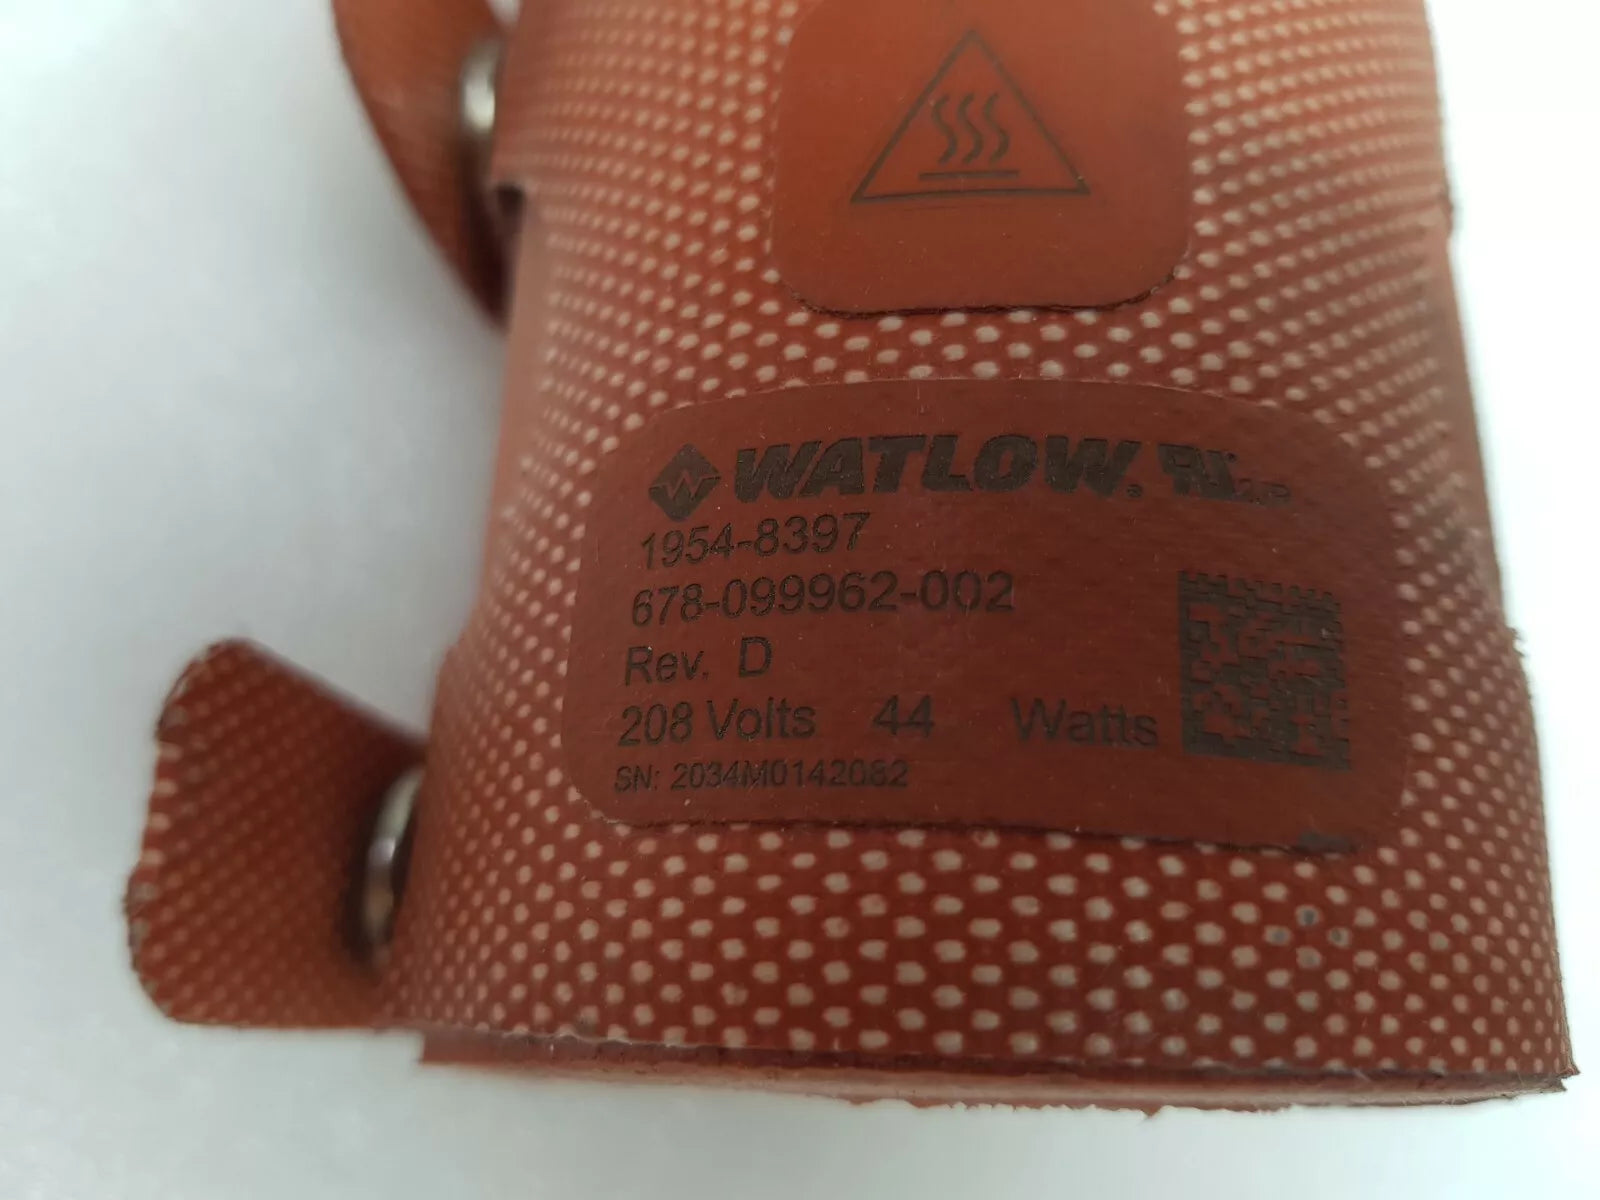 WATLOW.
1954-8397
678-099962-002
Rev. D
208 Volts 44 Watts
SN: 2034M0142082